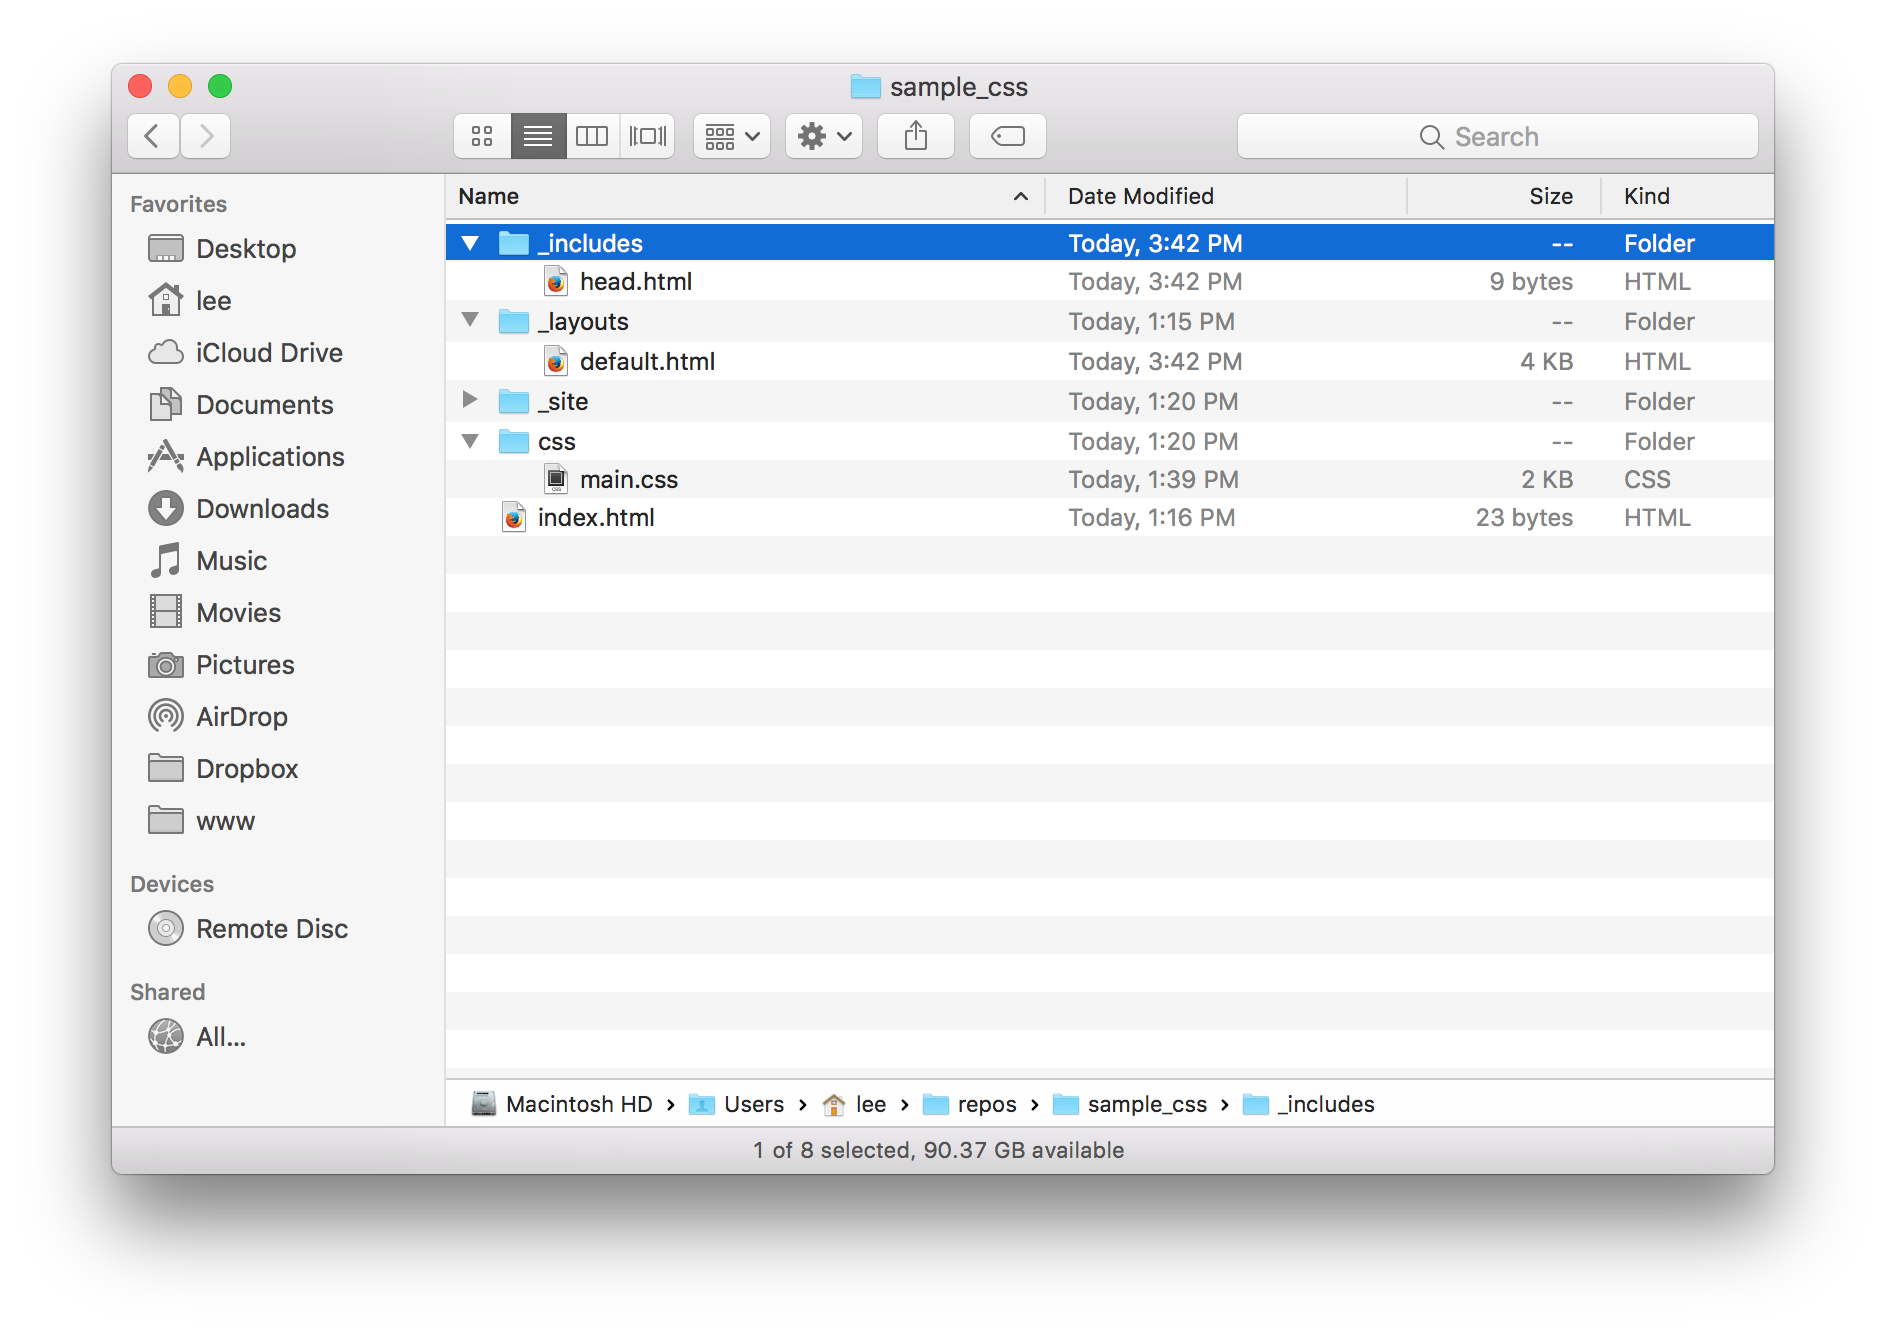 sample_css
Search
Favorites
Desktop
lee
iCloud Drive
Documents
Applications
Downloads
Music
Movies
Pictures
AirDrop
Dropbox
www
Devices
Remote Disc
Shared
All...
Name Date Modified Size Kind
_includes Today, 3:42 PM -- Folder
head.html Today, 3:42 PM 9 bytes HTML
_layouts Today, 1:15 PM -- Folder
default.html Today, 3:42 PM 4 KB HTML
_site Today, 1:20 PM -- Folder
css Today, 1:20 PM -- Folder
main.css Today, 1:39 PM 2 KB CSS
index.html Today, 1:16 PM 23 bytes HTML
Macintosh HD › Users › lee › repos › sample_css › _includes
1 of 8 selected, 90.37 GB available